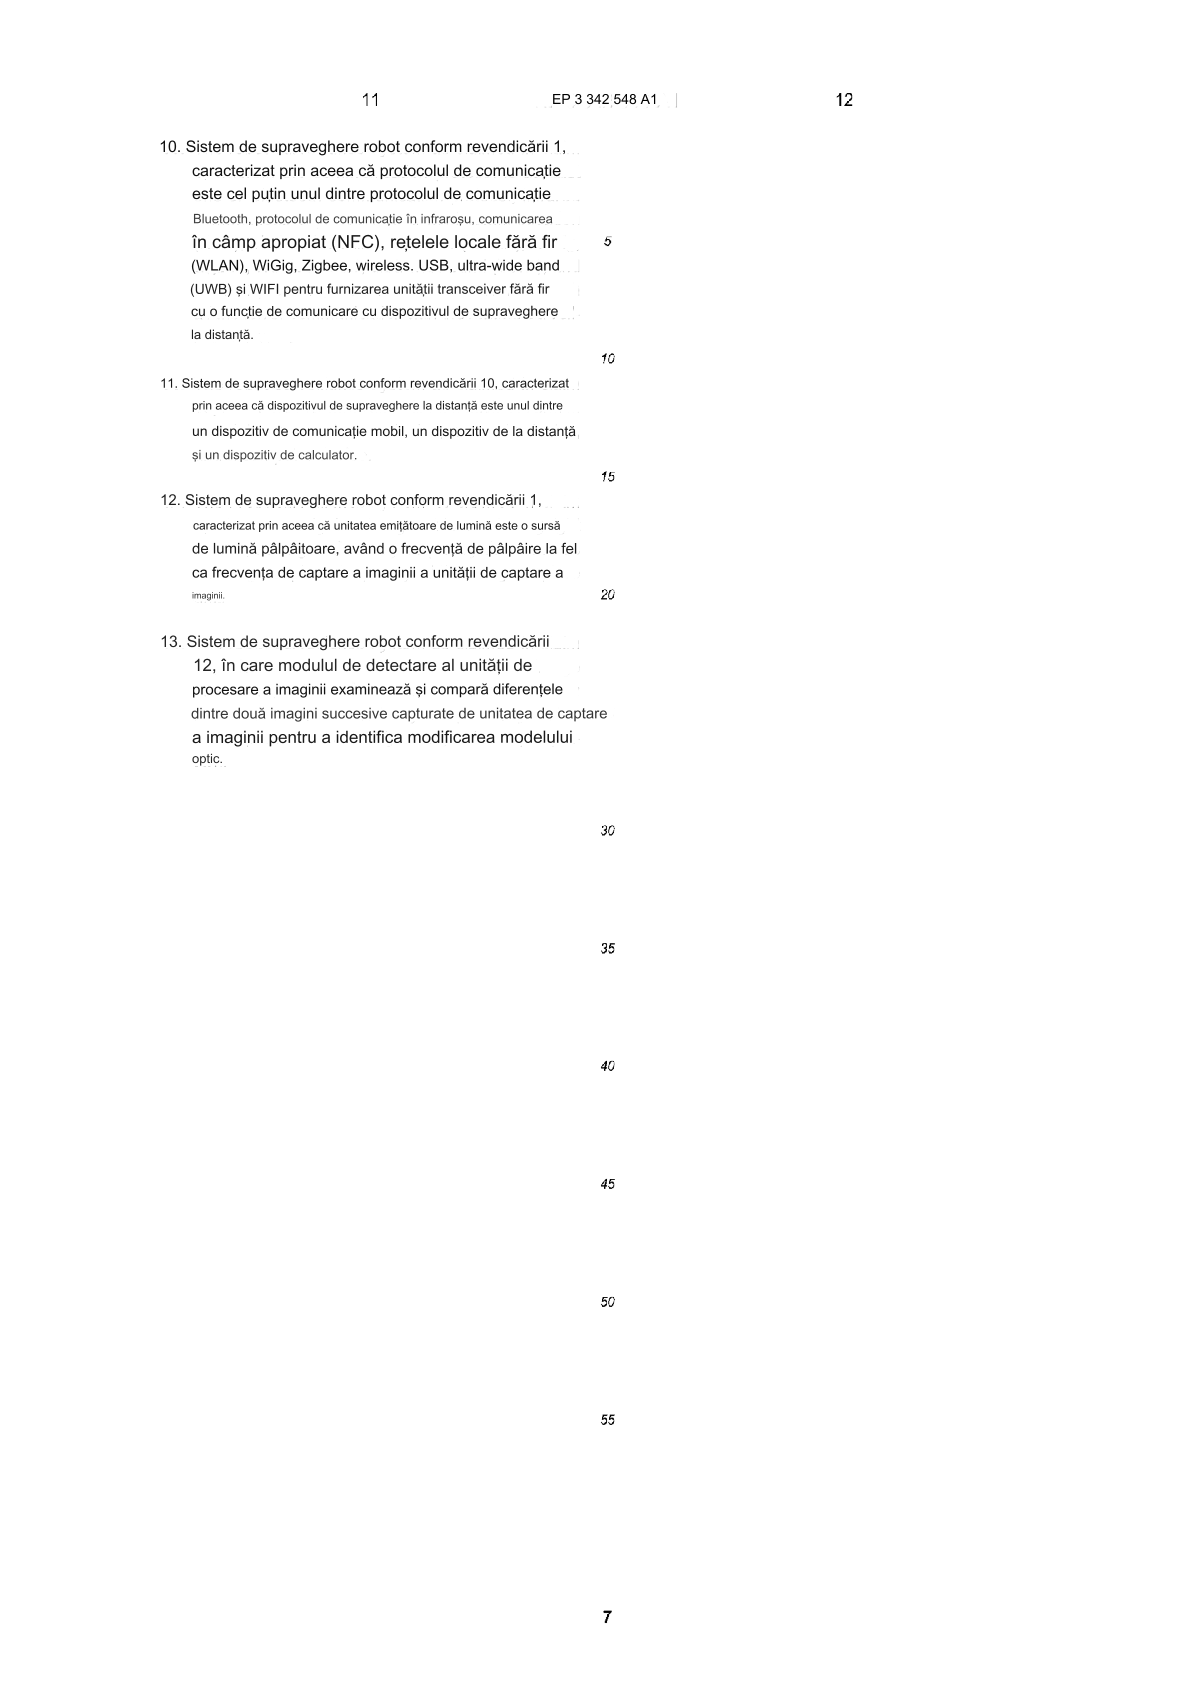 11
EP 3 342 548 A1
12
10. Sistem de supraveghere robot conform revendicării 1,
caracterizat prin aceea că protocolul de comunicație
este cel puțin unul dintre protocolul de comunicație
Bluetooth, protocolul de comunicație în infraroșu, comunicarea
în câmp apropiat (NFC), rețelele locale fără fir
5
(WLAN), WiGig, Zigbee, wireless. USB, ultra-wide band
(UWB) și WIFI pentru furnizarea unității transceiver fără fir
cu o funcție de comunicare cu dispozitivul de supraveghere
la distanță.
10
11. Sistem de supraveghere robot conform revendicării 10, caracterizat
prin aceea că dispozitivul de supraveghere la distanță este unul dintre
un dispozitiv de comunicație mobil, un dispozitiv de la distanță
și un dispozitiv de calculator.
15
12. Sistem de supraveghere robot conform revendicării 1,
caracterizat prin aceea că unitatea emițătoare de lumină este o sursă
de lumină pâlpâitoare, având o frecvență de pâlpâire la fel
ca frecvența de captare a imaginii a unității de captare a
imaginii.
20
13. Sistem de supraveghere robot conform revendicării
12, în care modulul de detectare al unității de
procesare a imaginii examinează și compară diferențele
dintre două imagini succesive capturate de unitatea de captare
a imaginii pentru a identifica modificarea modelului
optic.
30
35
40
45
50
55
7